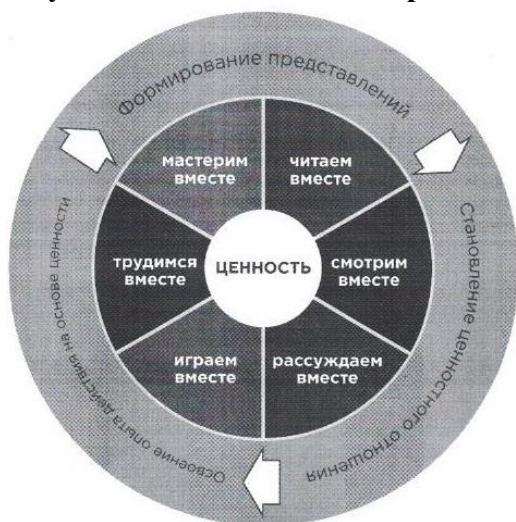 Формирование представлений
мастерим
вместе
читаем
вместе
трудимся
вместе
ЦЕННОСТЬ
смотрим
вместе
играем
вместе
рассуждаем
вместе
Становление ценностного отношения
Освоение опыта действия на основе ценности